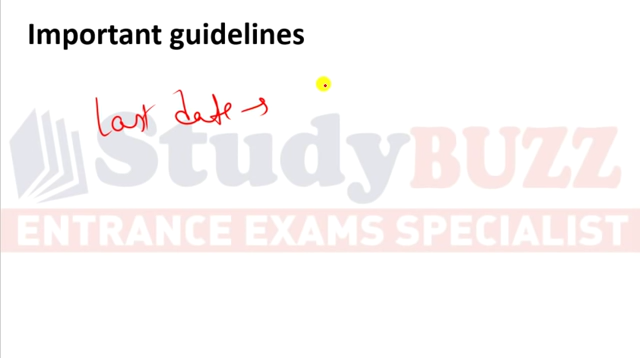 Important guidelines
Last date →
StudyBUZZ
ENTRANCE EXAMS SPECIALIST